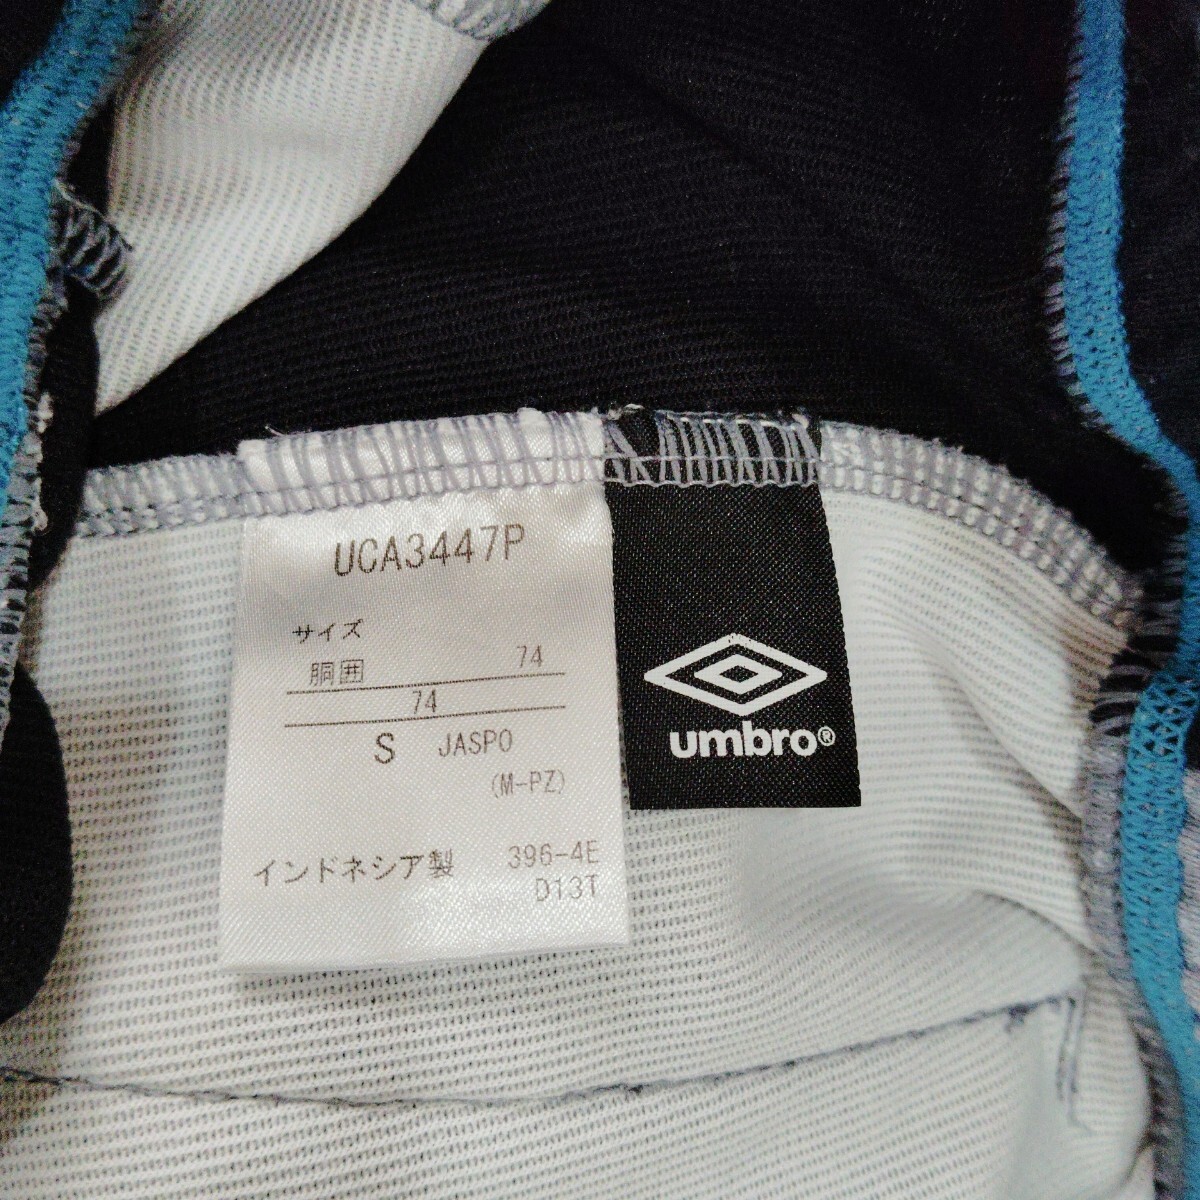 UCA3447P
サイズ
胴囲 74
74
S JASPO
(M-PZ)
インドネシア製 396-4E
D13T
umbro®